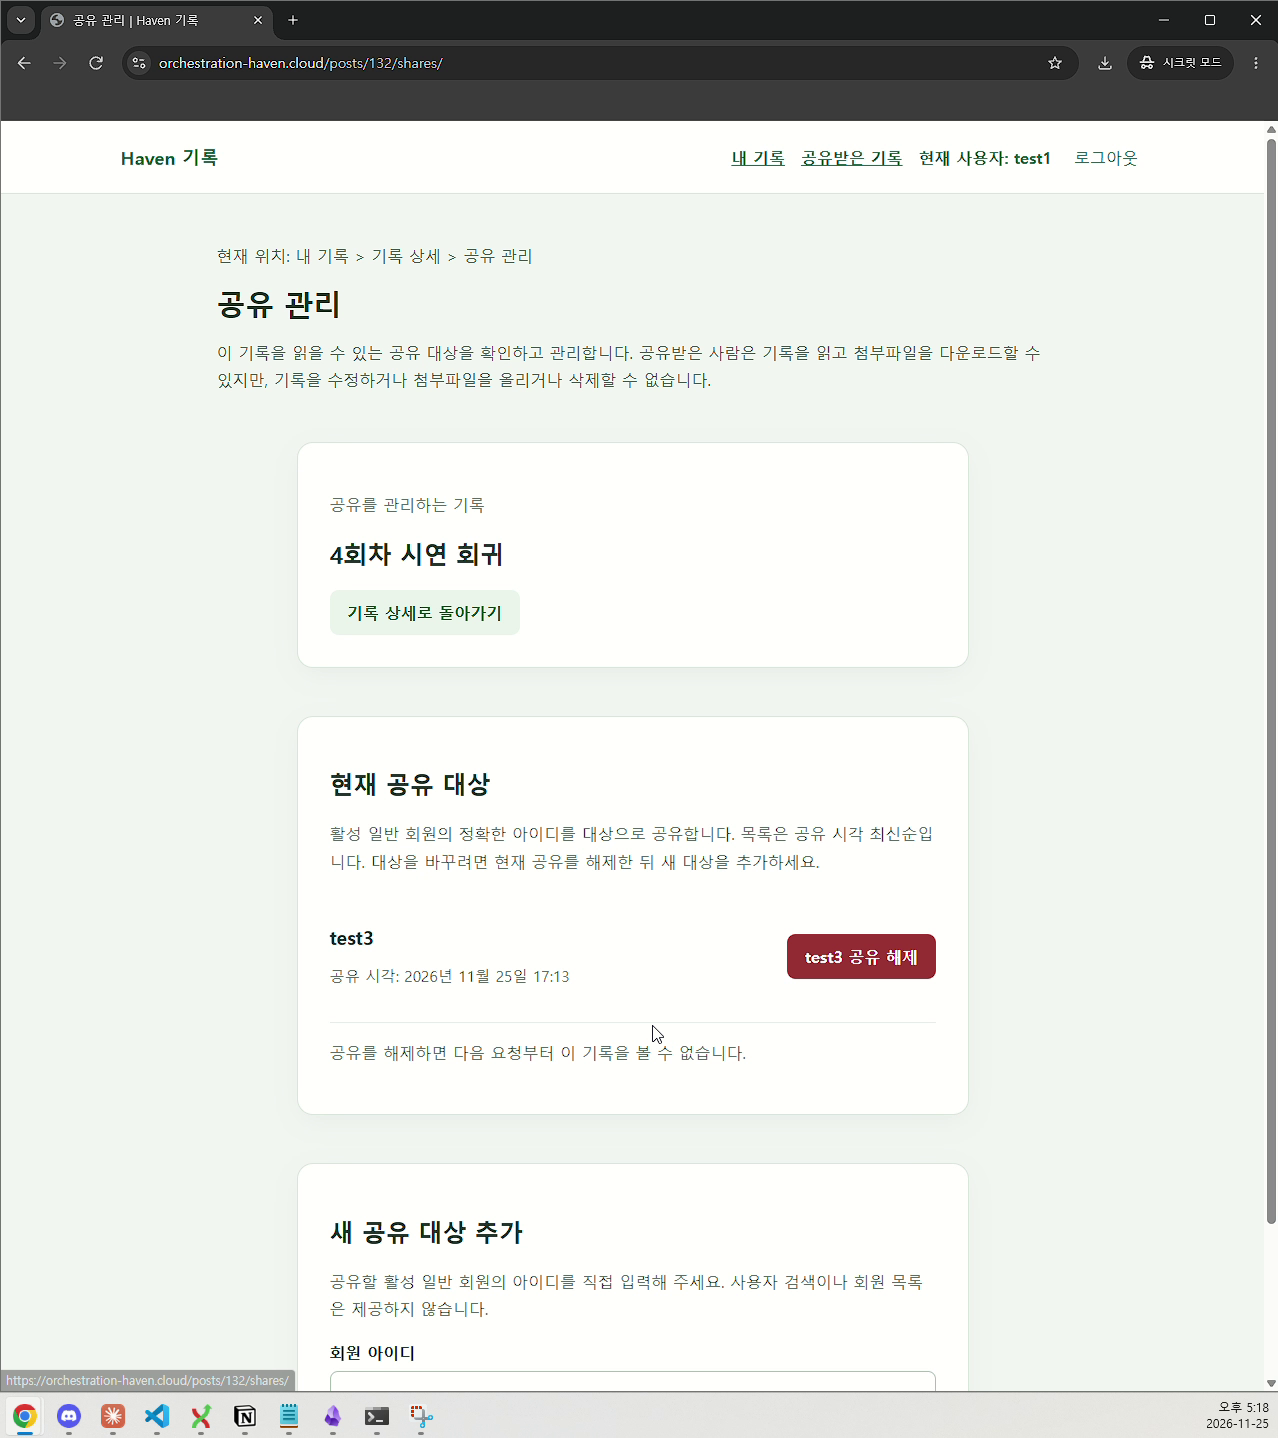 공유 관리 | Haven 기록
orchestration-haven.cloud/posts/132/shares/
시크릿 모드
Haven 기록
내 기록 공유받은 기록 현재 사용자: test1 로그아웃
현재 위치: 내 기록 > 기록 상세 > 공유 관리
공유 관리
이 기록을 읽을 수 있는 공유 대상을 확인하고 관리합니다. 공유받은 사람은 기록을 읽고 첨부파일을 다운로드할 수
있지만, 기록을 수정하거나 첨부파일을 올리거나 삭제할 수 없습니다.
공유를 관리하는 기록
4회차 시연 회귀
기록 상세로 돌아가기
현재 공유 대상
활성 일반 회원의 정확한 아이디를 대상으로 공유합니다. 목록은 공유 시각 최신순입
니다. 대상을 바꾸려면 현재 공유를 해제한 뒤 새 대상을 추가하세요.
test3
공유 시각: 2026년 11월 25일 17:13
test3 공유 해제
공유를 해제하면 다음 요청부터 이 기록을 볼 수 없습니다.
새 공유 대상 추가
공유할 활성 일반 회원의 아이디를 직접 입력해 주세요. 사용자 검색이나 회원 목록
은 제공하지 않습니다.
회원 아이디
https://orchestration-haven.cloud/posts/132/shares/
오후 5:18
2026-11-25